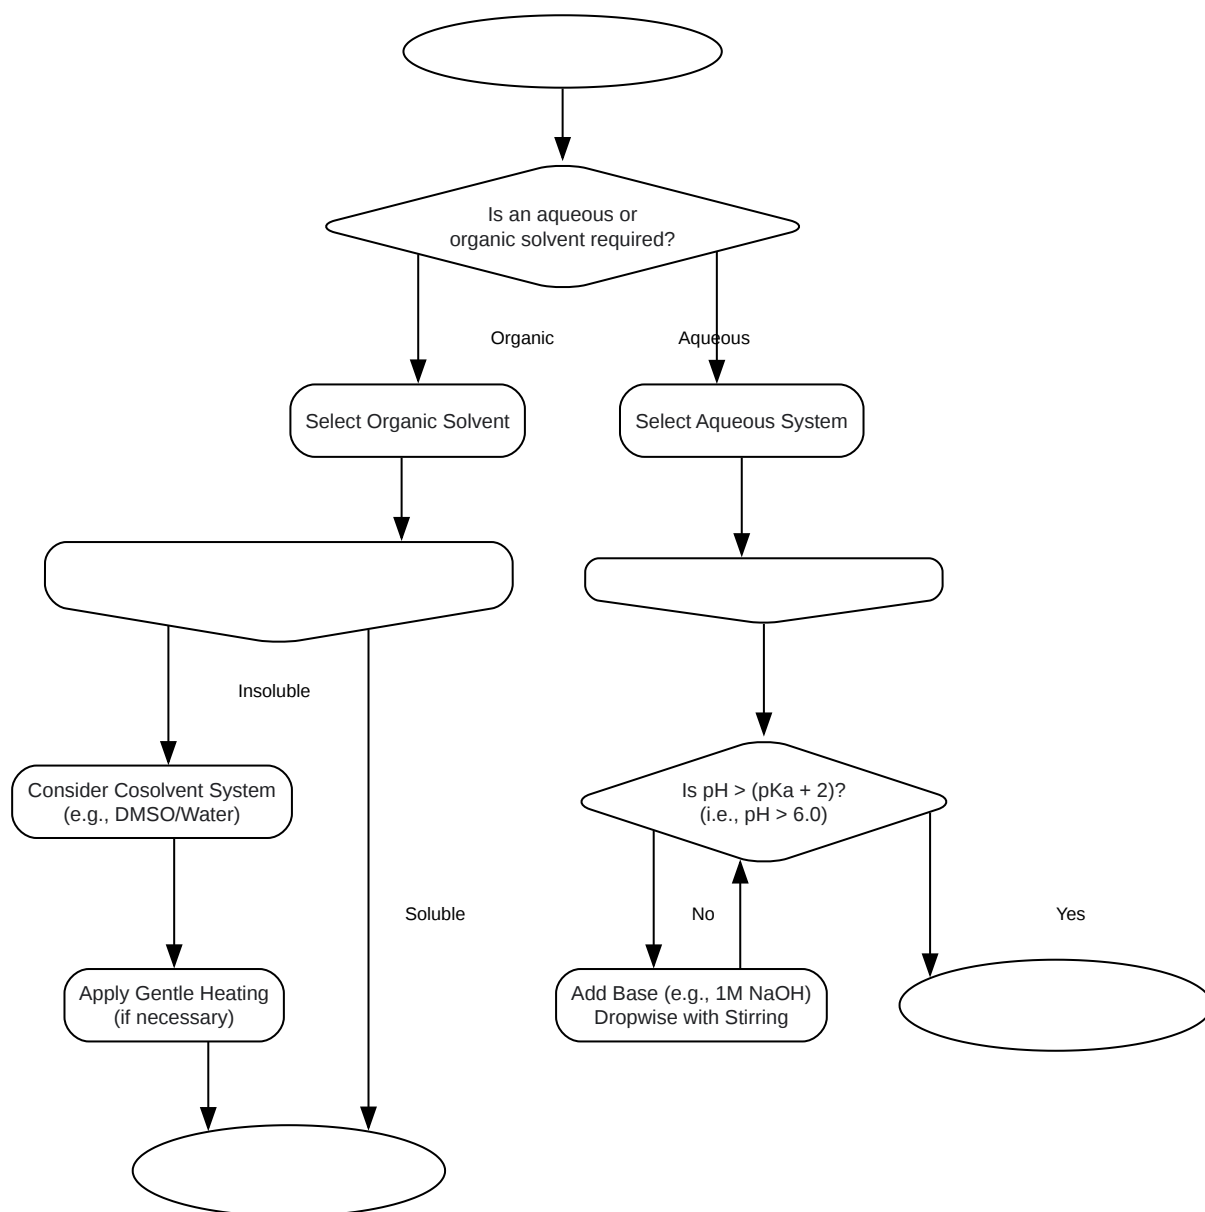 Is an aqueous or
organic solvent required?
Organic
Aqueous
Select Organic Solvent
Select Aqueous System
Insoluble
Consider Cosolvent System
(e.g., DMSO/Water)
Is pH > (pKa + 2)?
(i.e., pH > 6.0)
Soluble
No
Yes
Apply Gentle Heating
(if necessary)
Add Base (e.g., 1M NaOH)
Dropwise with Stirring